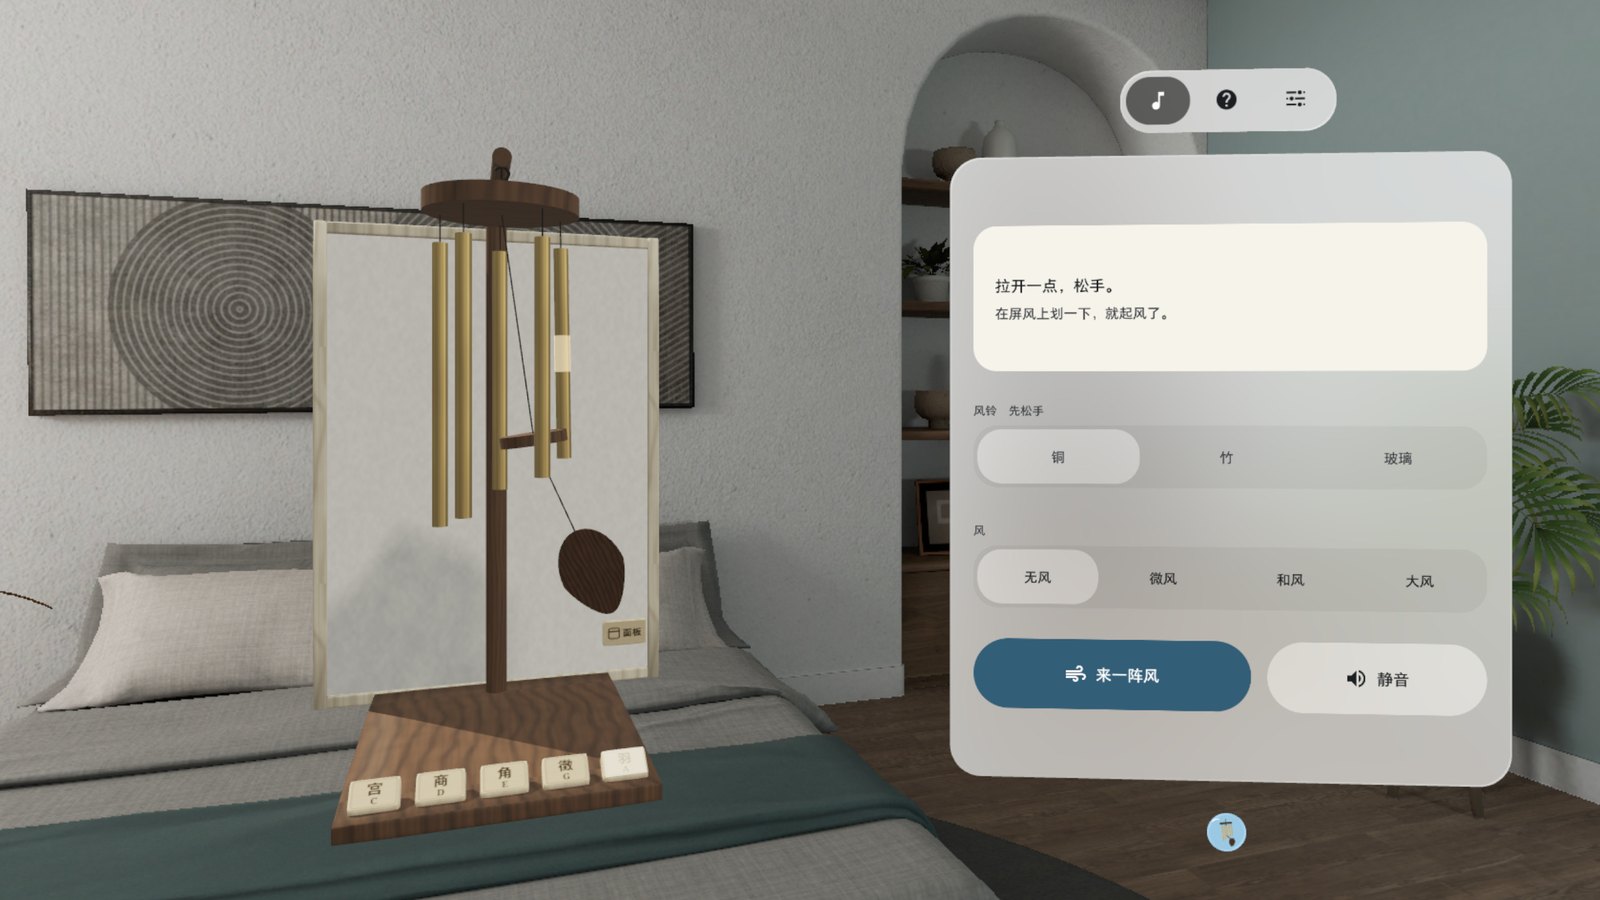 拉开一点，松手。
在屏风上划一下，就起风了。
风铃 先松手
铜 竹 玻璃
风
无风 微风 和风 大风
来一阵风 静音
面板
宫 商 角 徵 羽
C D E G A